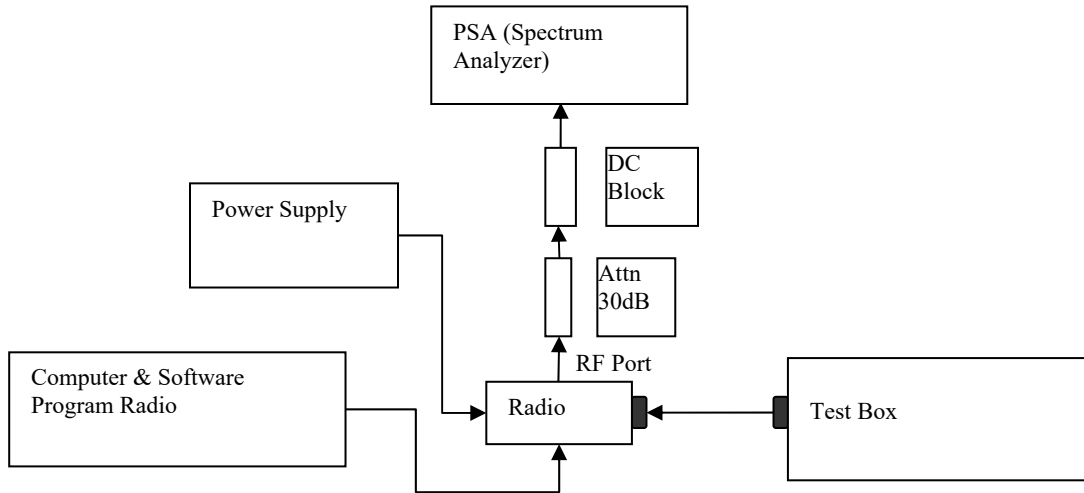 PSA (Spectrum
Analyzer)
DC
Block
Power Supply
Attn
30dB
RF Port
Computer & Software
Program Radio
Radio
Test Box